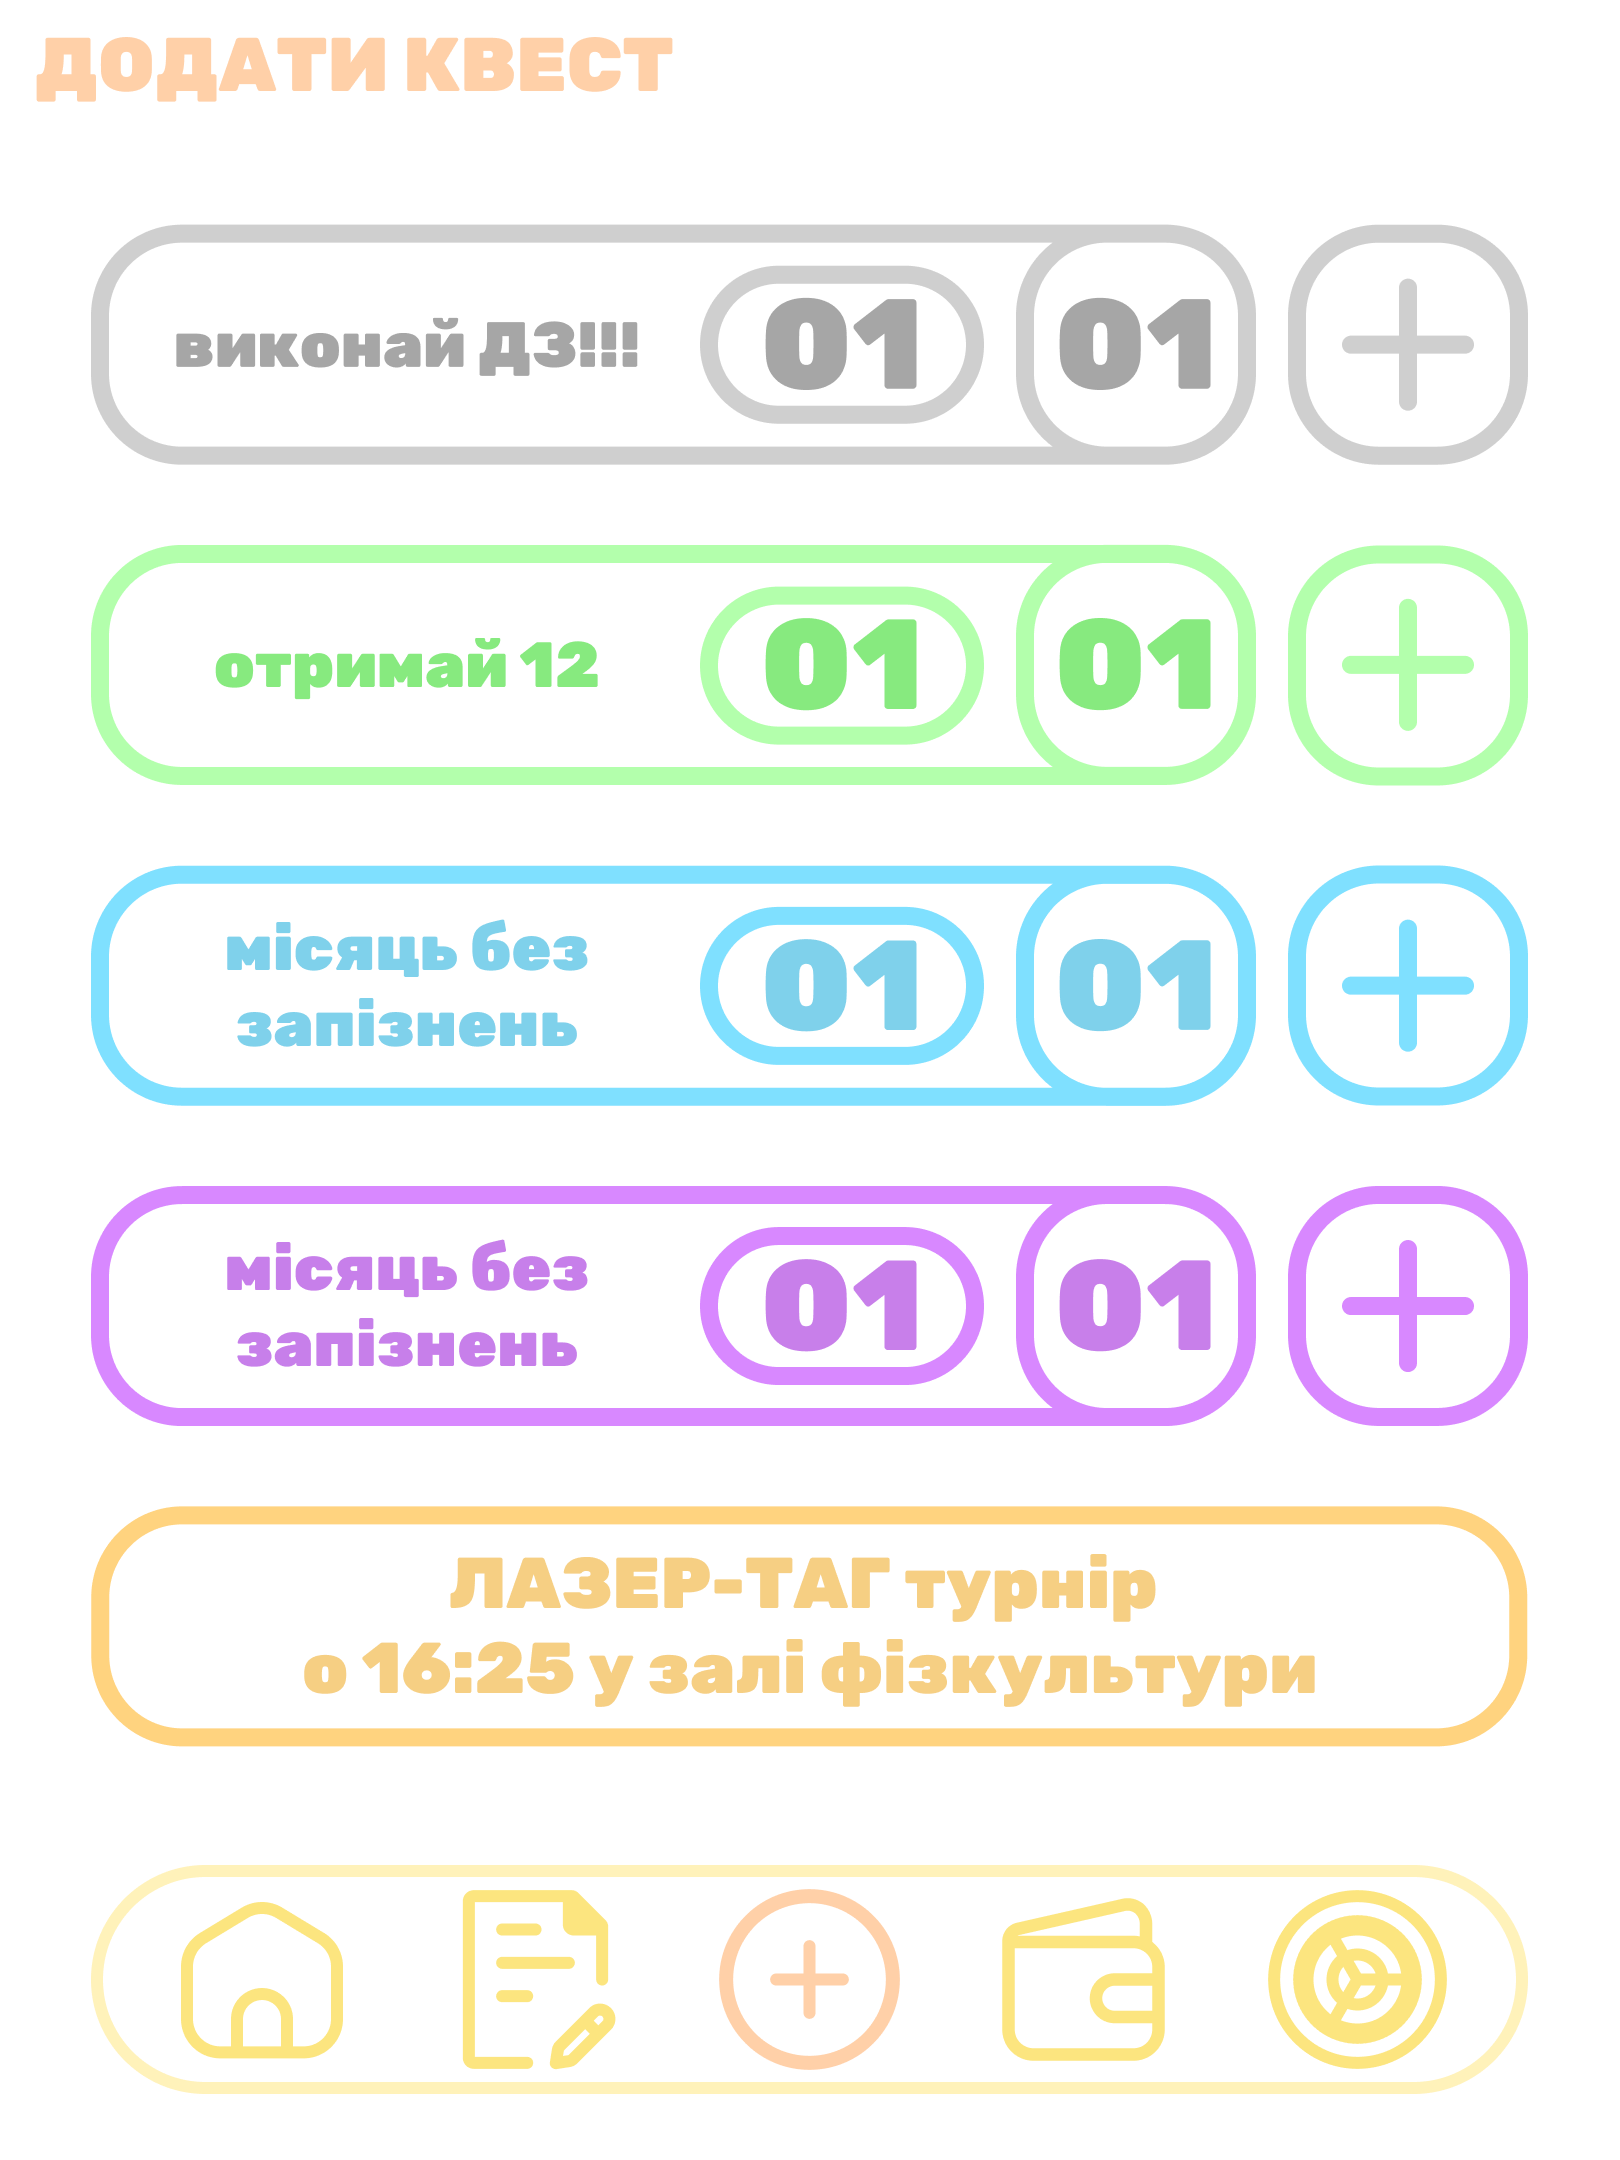 ДОДАТИ КВЕСТ
виконай ДЗ!!! 01 01
отримай 12 01 01
місяць без
запізнень 01 01
місяць без
запізнень 01 01
ЛАЗЕР-ТАГ турнір
о 16:25 у залі фізкультури